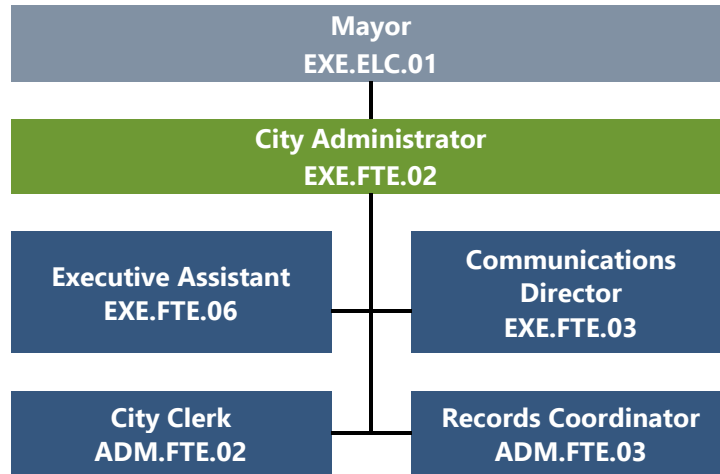 Mayor
EXE.ELC.01
City Administrator
EXE.FTE.02
Executive Assistant
EXE.FTE.06
Communications
Director
EXE.FTE.03
City Clerk
ADM.FTE.02
Records Coordinator
ADM.FTE.03